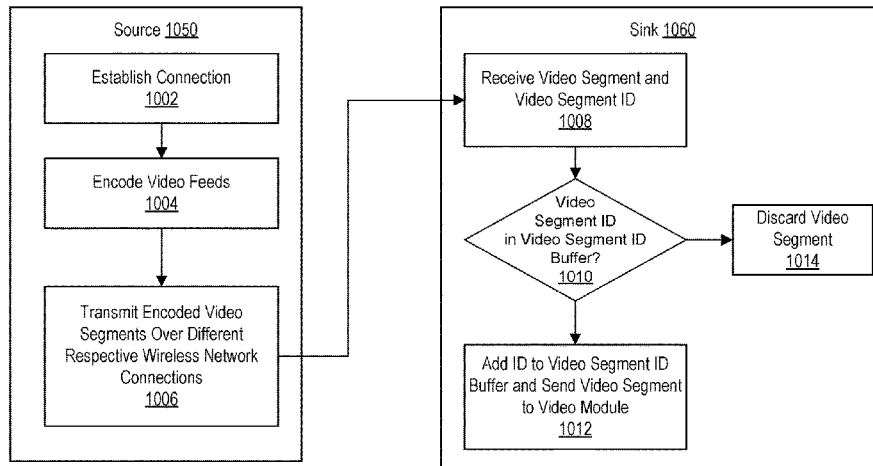 Source 1050
Establish Connection
1002
Encode Video Feeds
1004
Transmit Encoded Video
Segments Over Different
Respective Wireless Network
Connections
1006
Sink 1060
Receive Video Segment and
Video Segment ID
1008
Video
Segment ID
in Video Segment ID
Buffer?
1010
Discard Video
Segment
1014
Add ID to Video Segment ID
Buffer and Send Video Segment
to Video Module
1012